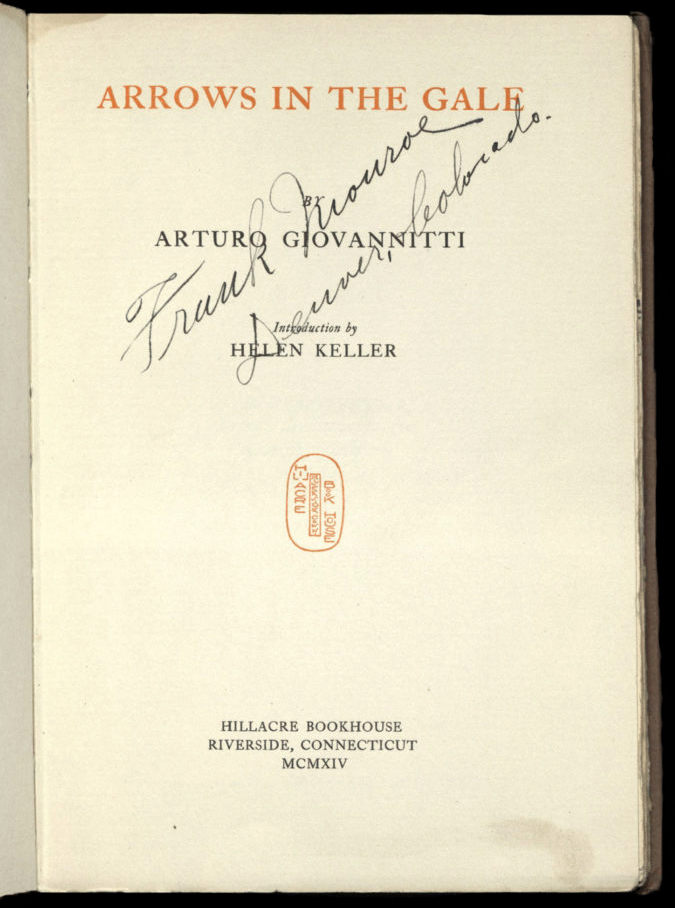 ARROWS IN THE GALE
BY
ARTURO GIOVANNITTI
Frank Monroe
Denver, Colorado.
Introduction by
HELEN KELLER
HILLACRE BOOKHOUSE
RIVERSIDE, CONNECTICUT
MCMXIV